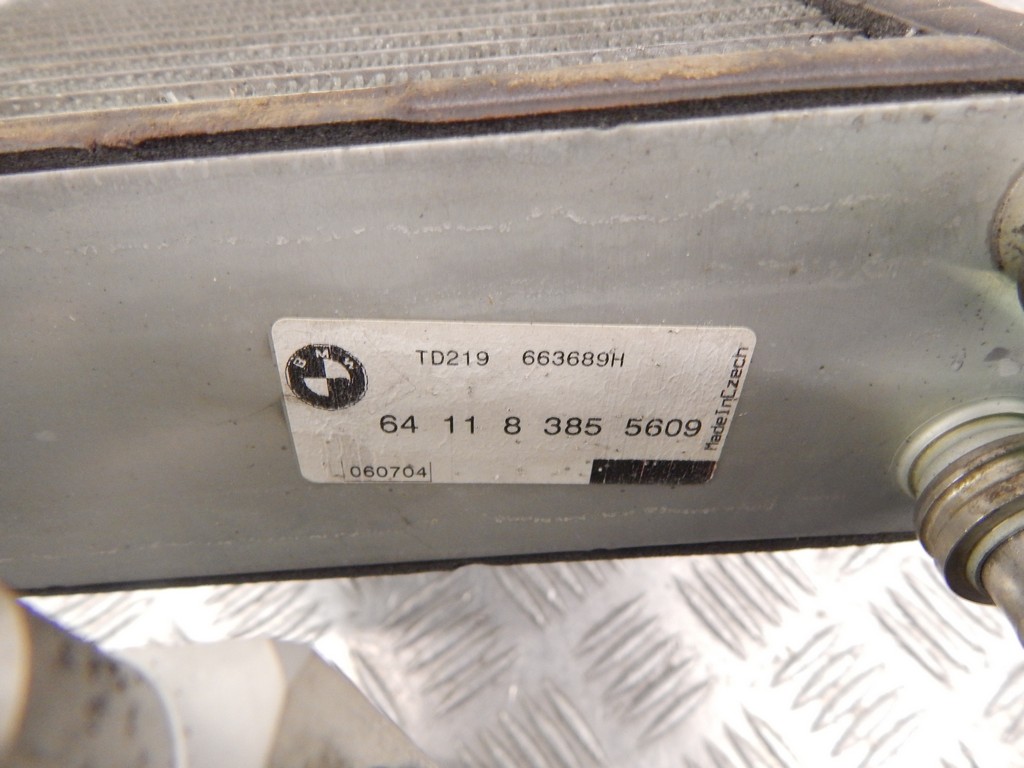 BMW
TD219 663689H
64 11 8 385 5609
060704
MadeInCzech